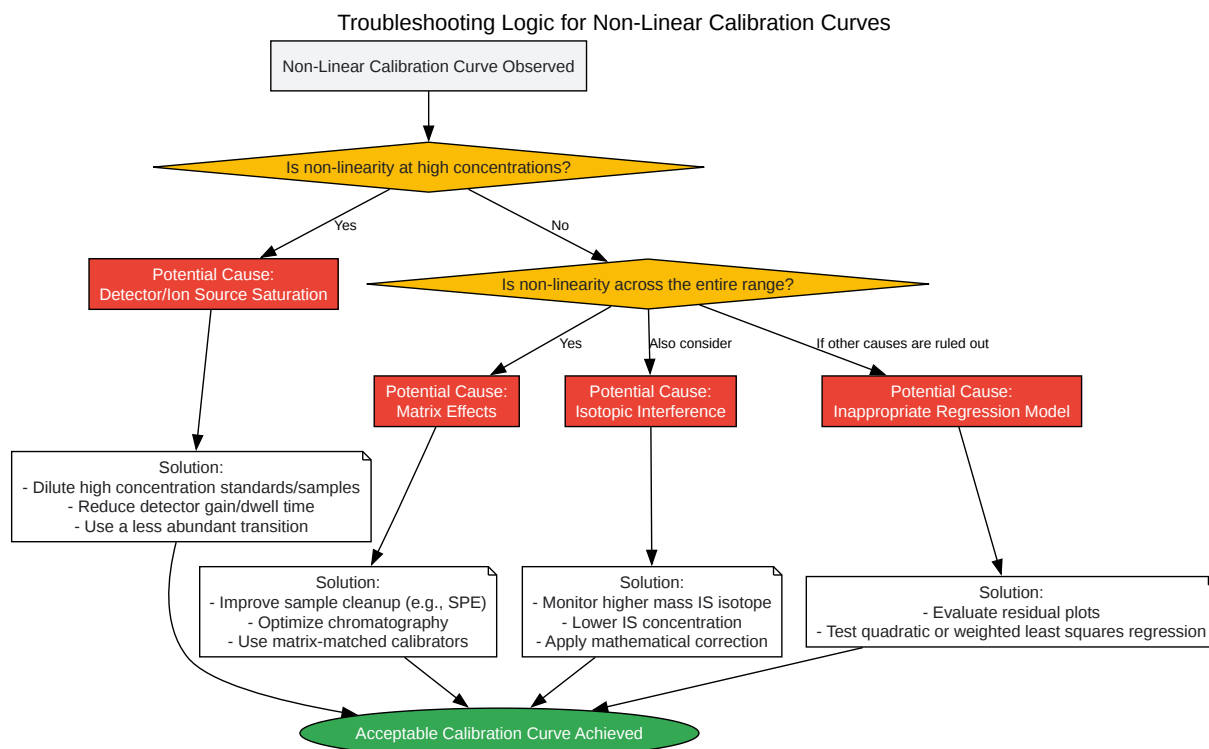 Troubleshooting Logic for Non-Linear Calibration Curves
Non-Linear Calibration Curve Observed
Is non-linearity at high concentrations?
Yes
No
Potential Cause:
Detector/Ion Source Saturation
Is non-linearity across the entire range?
Yes
Also consider
If other causes are ruled out
Potential Cause:
Matrix Effects
Potential Cause:
Isotopic Interference
Potential Cause:
Inappropriate Regression Model
Solution:
- Dilute high concentration standards/samples
- Reduce detector gain/dwell time
- Use a less abundant transition
Solution:
- Improve sample cleanup (e.g., SPE)
- Optimize chromatography
- Use matrix-matched calibrators
Solution:
- Monitor higher mass IS isotope
- Lower IS concentration
- Apply mathematical correction
Solution:
- Evaluate residual plots
- Test quadratic or weighted least squares regression
Acceptable Calibration Curve Achieved